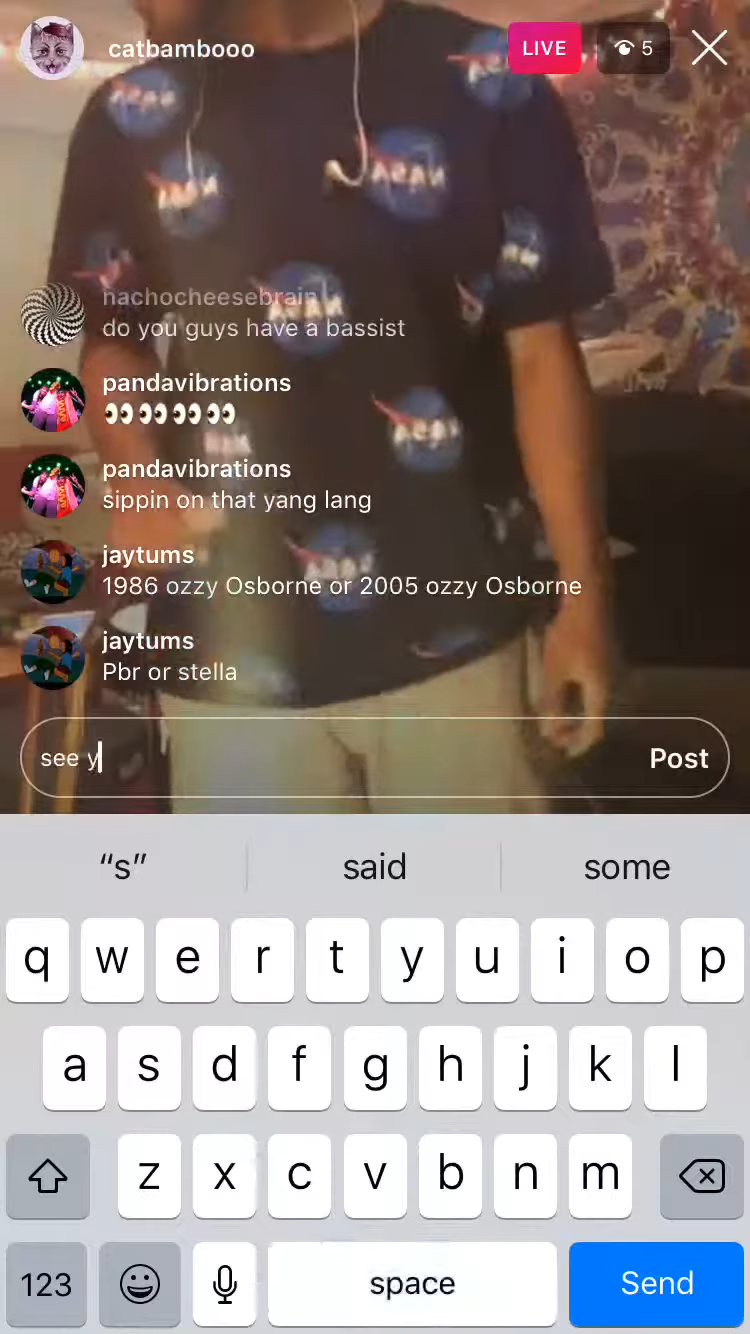 catbambooo
LIVE
5
nachocheesebrain
do you guys have a bassist
pandavibrations
👀👀👀👀
pandavibrations
sippin on that yang lang
jaytums
1986 ozzy Osborne or 2005 ozzy Osborne
jaytums
Pbr or stella
see y
Post
“s”
said
some
q w e r t y u i o p
a s d f g h j k l
z x c v b n m
123
space
Send